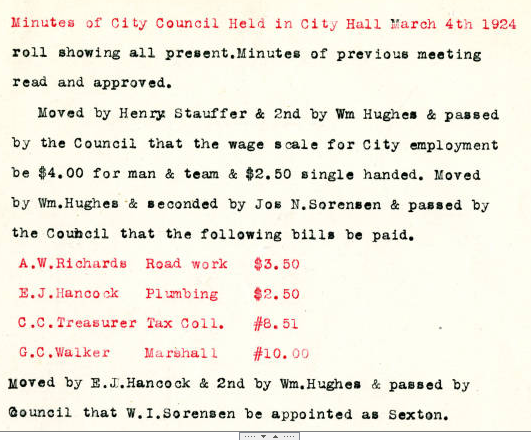 Minutes of City Council Held in City Hall March 4th 1924
roll showing all present.Minutes of previous meeting
read and approved.
Moved by Henry Stauffer & 2nd by Wm Hughes & passed
by the Council that the wage scale for City employment
be $4.00 for man & team & $2.50 single handed. Moved
by Wm.Hughes & seconded by Jos N.Sorensen & passed by
the Council that the following bills be paid.
A.W.Richards Road work $3.50
E.J.Hancock Plumbing $2.50
C.C.Treasurer Tax Coll. #8.51
G.C.Walker Marshall #10.00
Moved by E.J.Hancock & 2nd by Wm.Hughes & passed by
Council that W.I.Sorensen be appointed as Sexton.